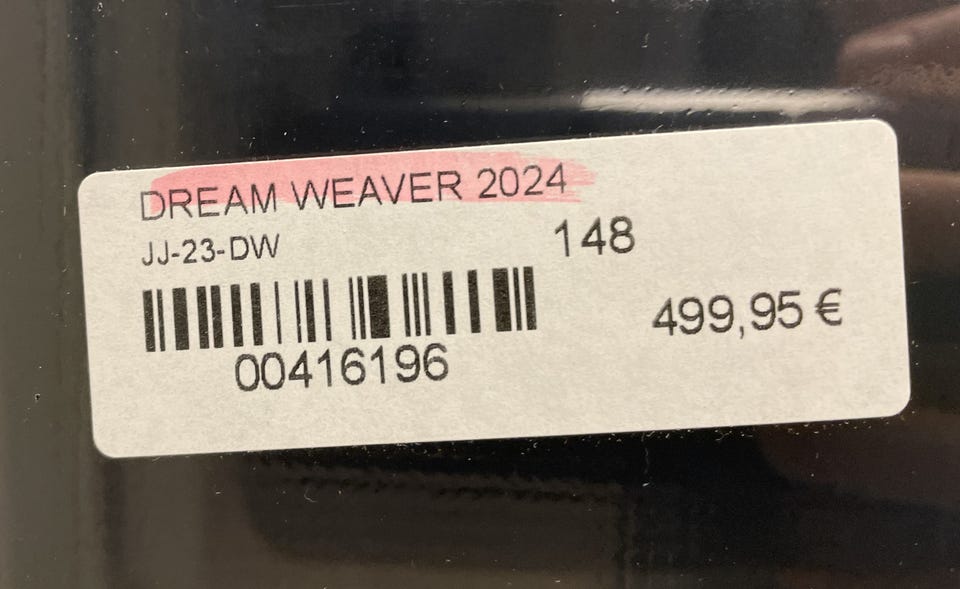 DREAM WEAVER 2024
JJ-23-DW
148
499,95 €
00416196